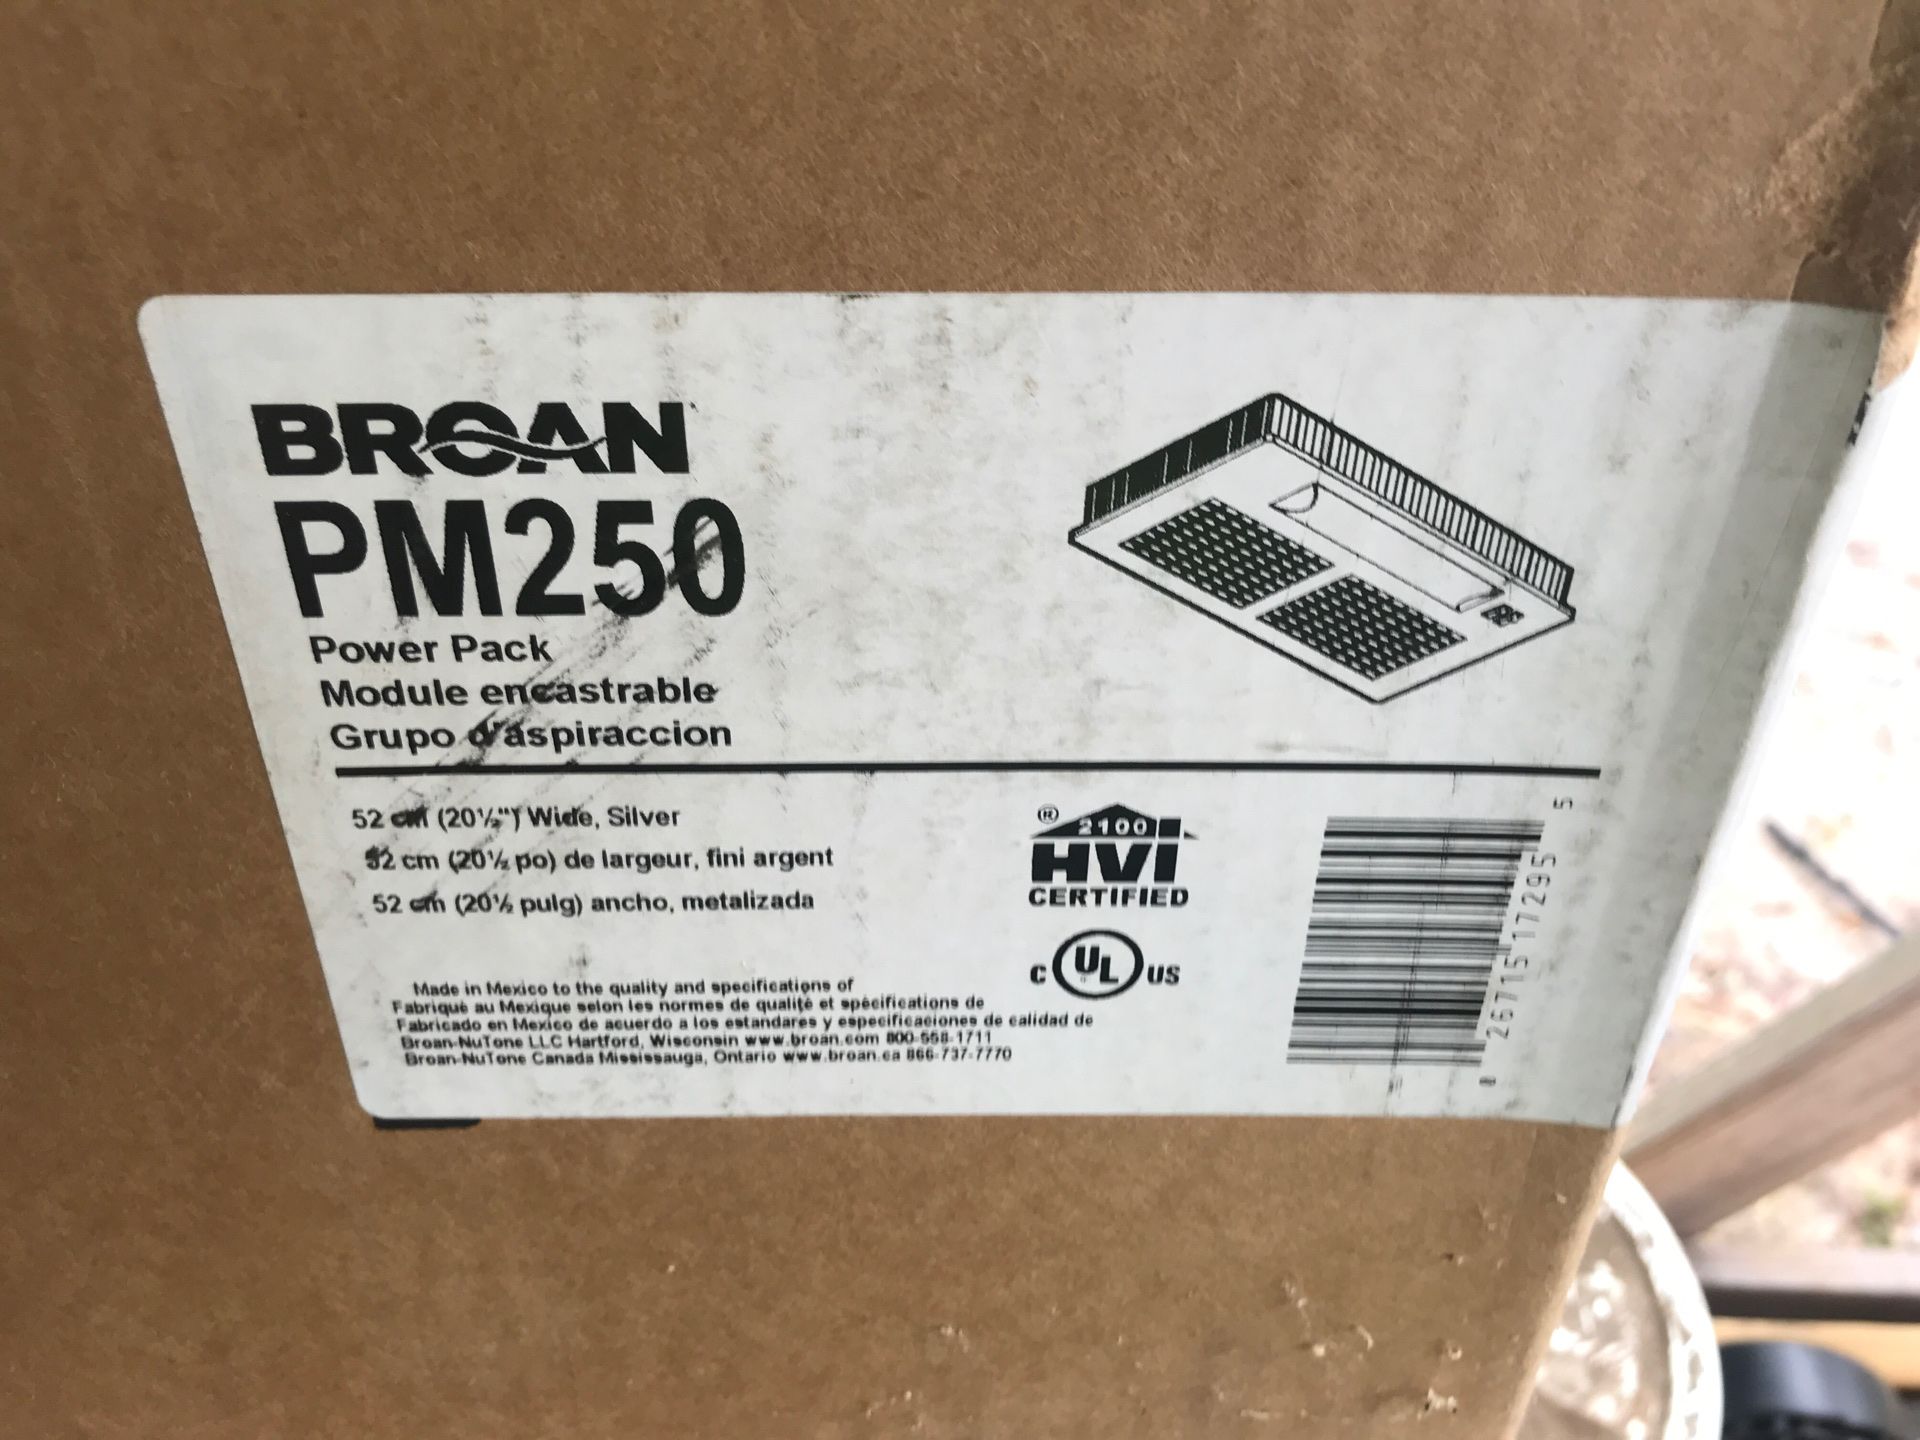 BROAN
PM250
Power Pack
Module encastrable
Grupo d'aspiraccion
52 cm (20½") Wide, Silver
52 cm (20½ po) de largeur, fini argent
52 cm (20½ pulg) ancho, metalizada
® 2100
HVI
CERTIFIED
C UL US
Made in Mexico to the quality and specifications of
Fabriqué au Mexique selon les normes de qualité et spécifications de
Fabricado en Mexico de acuerdo a los estandares y especificaciones de calidad de
Broan-NuTone LLC Hartford, Wisconsin www.broan.com 800-558-1711
Broan-NuTone Canada Mississauga, Ontario www.broan.ca 866-737-7770
8 26715 17295 5